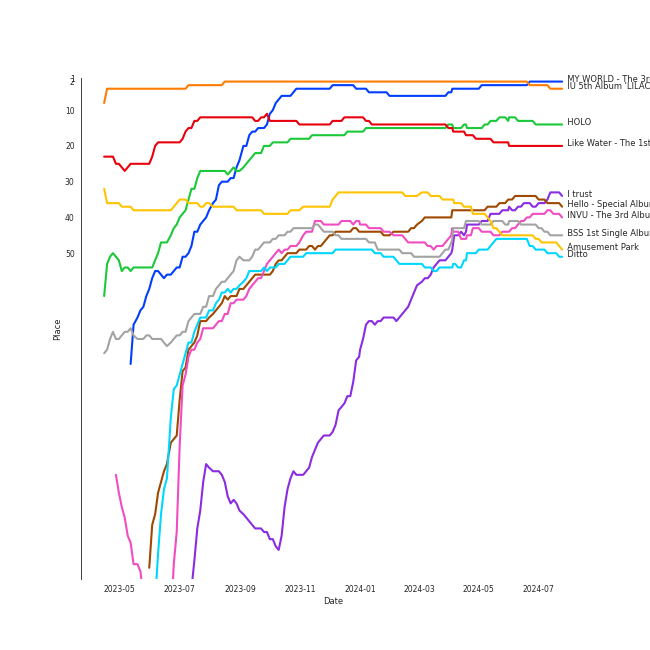 1
2
10
20
30
40
50
Place
MY WORLD - The 3r
IU 5th Album 'LILAC
HOLO
Like Water - The 1st
I trust
Hello - Special Albu
INVU - The 3rd Albu
BSS 1st Single Albu
Amusement Park
Ditto
2023-05 2023-07 2023-09 2023-11 2024-01 2024-03 2024-05 2024-07
Date